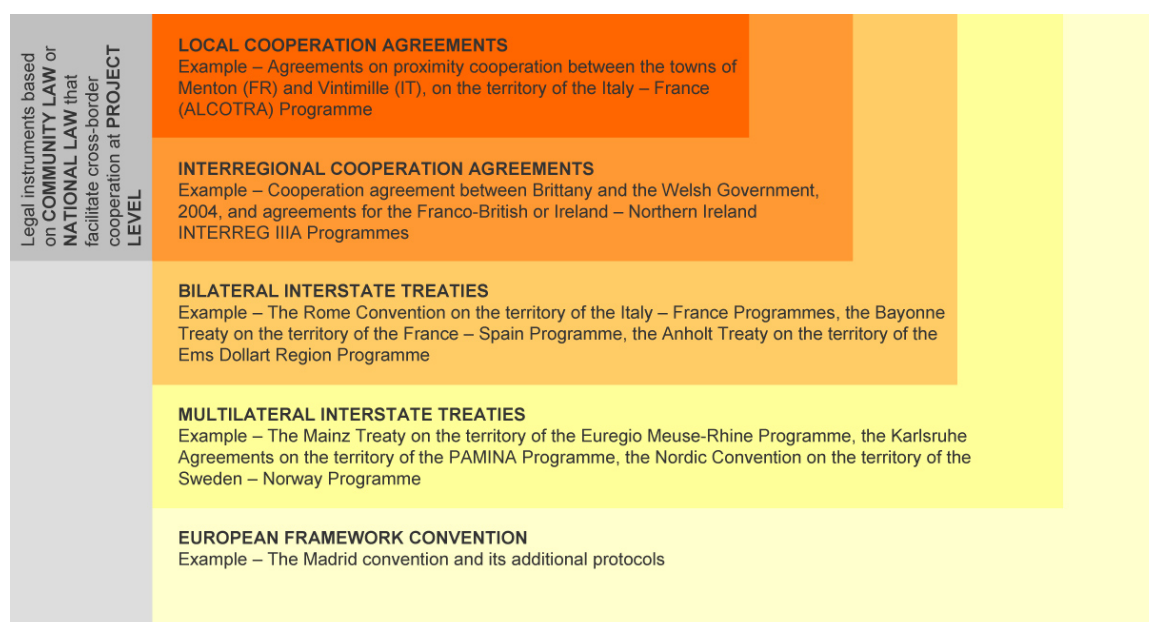 Legal instruments based
on COMMUNITY LAW or
NATIONAL LAW that
facilitate cross-border
cooperation at PROJECT
LEVEL
LOCAL COOPERATION AGREEMENTS
Example – Agreements on proximity cooperation between the towns of
Menton (FR) and Vintimille (IT), on the territory of the Italy – France
(ALCOTRA) Programme
INTERREGIONAL COOPERATION AGREEMENTS
Example – Cooperation agreement between Brittany and the Welsh Government,
2004, and agreements for the Franco-British or Ireland – Northern Ireland
INTERREG IIIA Programmes
BILATERAL INTERSTATE TREATIES
Example – The Rome Convention on the territory of the Italy – France Programmes, the Bayonne
Treaty on the territory of the France – Spain Programme, the Anholt Treaty on the territory of the
Ems Dollart Region Programme
MULTILATERAL INTERSTATE TREATIES
Example – The Mainz Treaty on the territory of the Euregio Meuse-Rhine Programme, the Karlsruhe
Agreements on the territory of the PAMINA Programme, the Nordic Convention on the territory of the
Sweden – Norway Programme
EUROPEAN FRAMEWORK CONVENTION
Example – The Madrid convention and its additional protocols